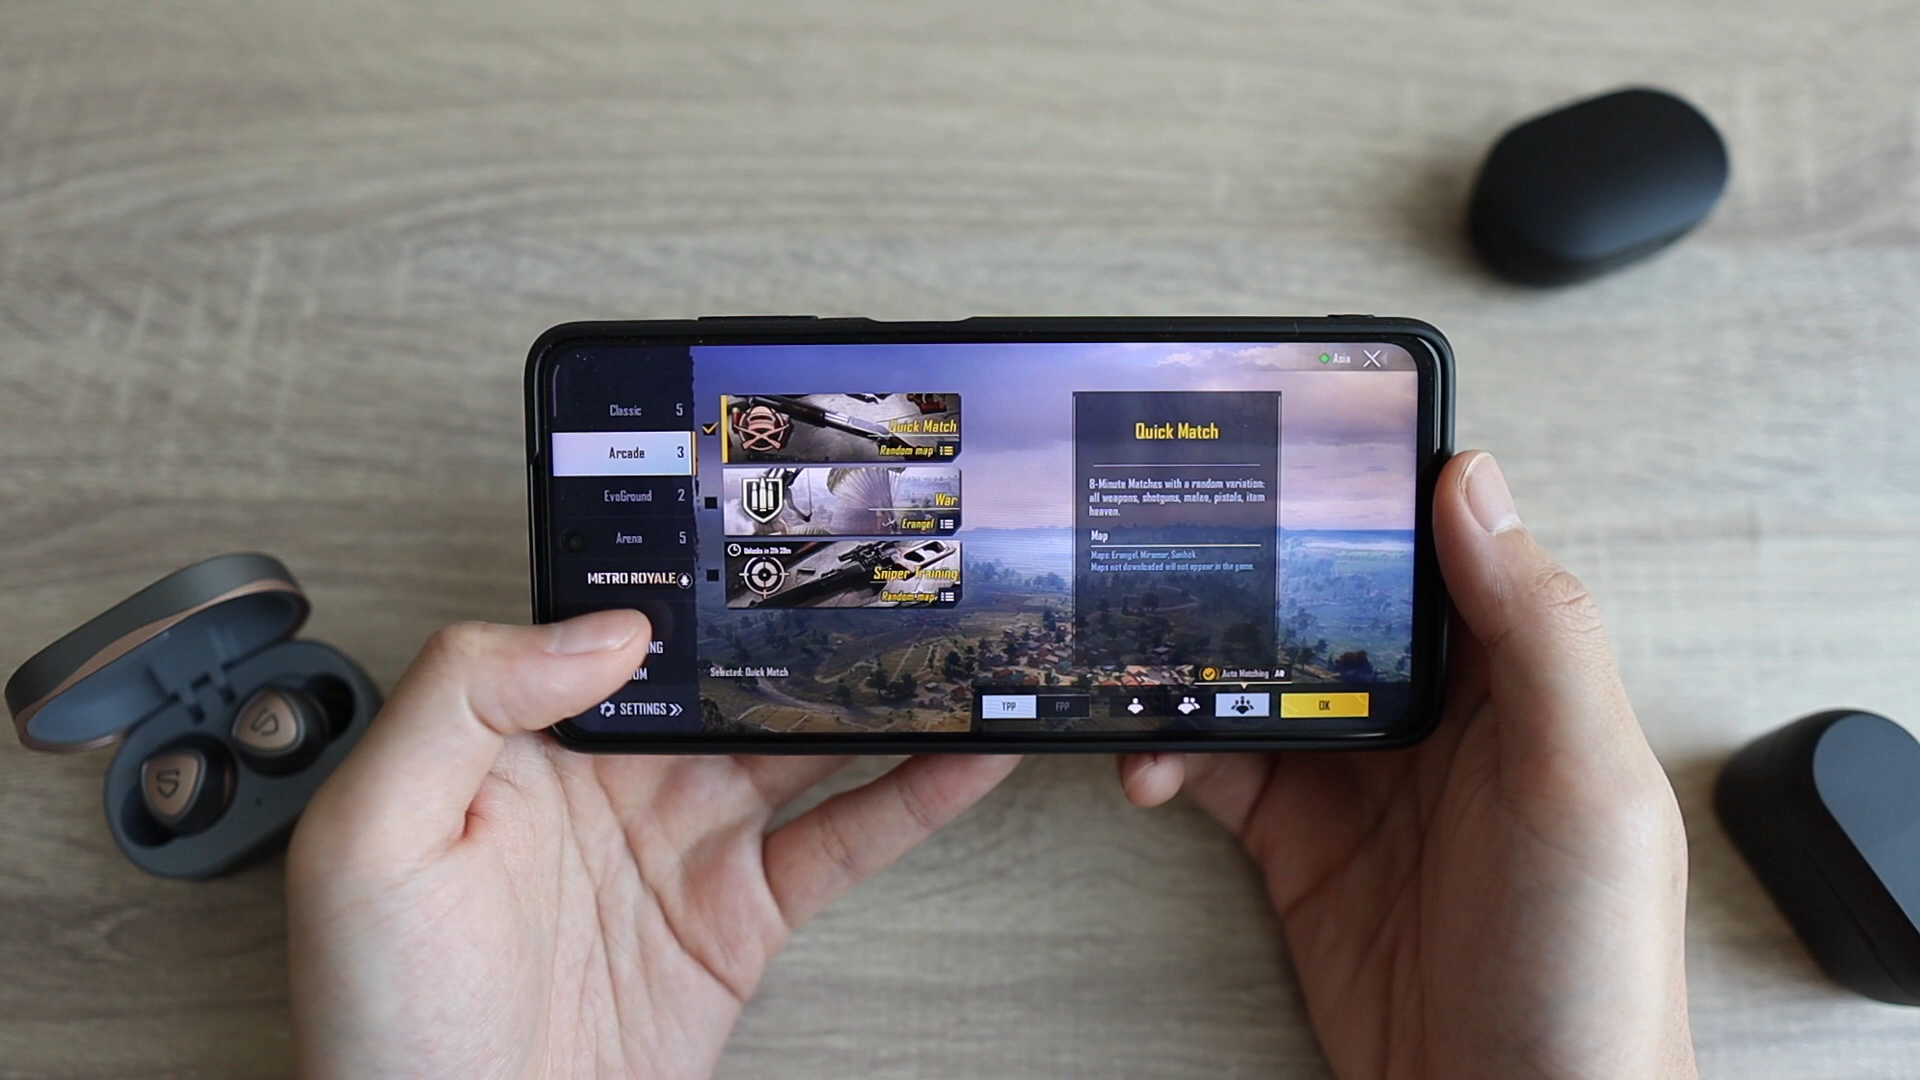 Asia
Classic 5
Arcade 3
EvoGround 2
Arena 5
METRO ROYALE
NG
OM
SETTINGS
Quick Match
Random map
War
Erangel
Sniper Training
Random map
Selected: Quick Match
Quick Match
8-Minute Matches with a random variation:
all weapons, shotguns, melee, pistols, item
heaven.
Map
Maps: Erangel, Miramar, Sanhok.
Maps not downloaded will not appear in the game.
Auto Matching
TPP
FPP
OK
S
S